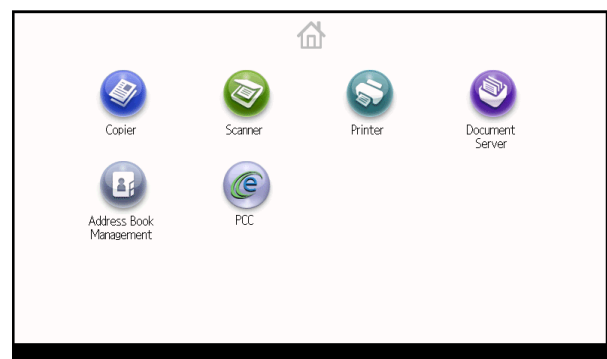 Copier
Scanner
Printer
Document
Server
Address Book
Management
e
PCC